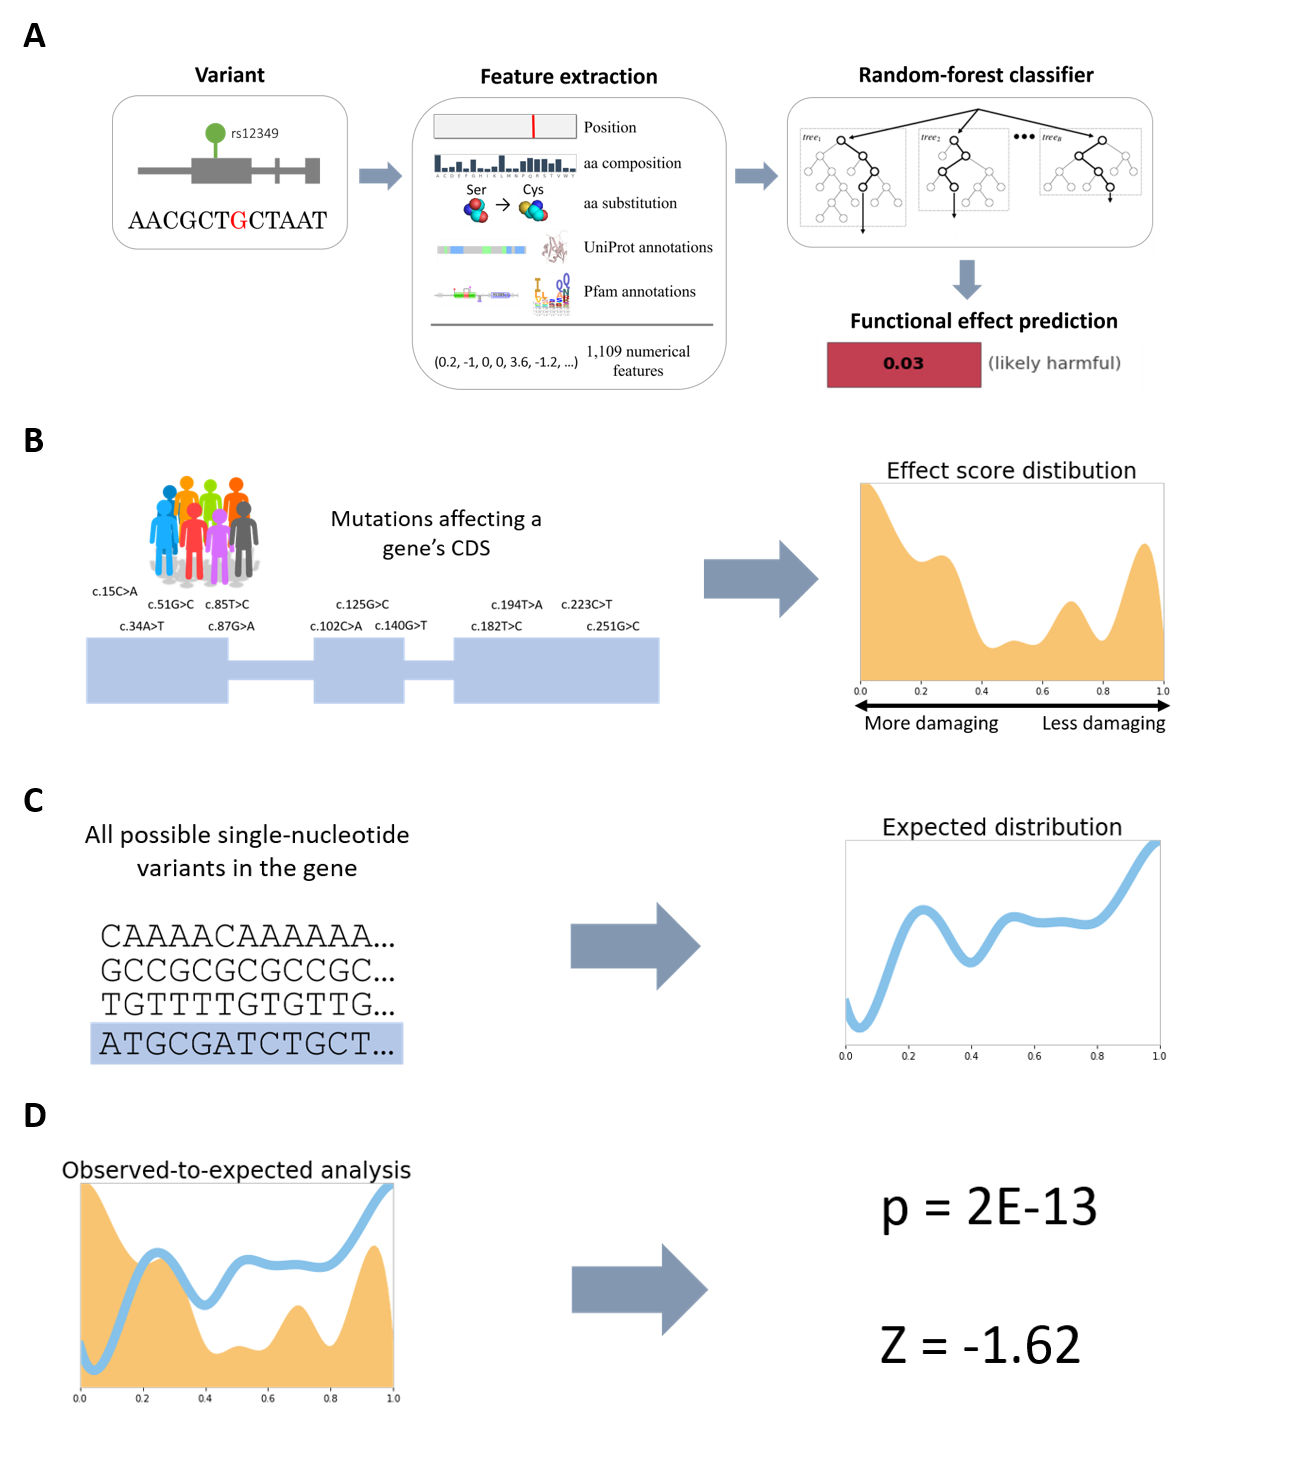 A
Variant
rs12349
AACGCTGCTAAT
Feature extraction
Position
aa composition
Ser
Cys
aa substitution
UniProt annotations
Pfam annotations
(0.2, -1, 0, 0, 3.6, -1.2, ...)
1,109 numerical
features
Random-forest classifier
tree1
tree2
treeB
Functional effect prediction
0.03
(likely harmful)
B
Mutations affecting a
gene's CDS
c.15C>A
c.51G>C c.85T>C c.125G>C c.194T>A c.223C>T
c.34A>T c.87G>A c.102C>A c.140G>T c.182T>C c.251G>C
Effect score distibution
0.0 0.2 0.4 0.6 0.8 1.0
More damaging Less damaging
C
All possible single-nucleotide
variants in the gene
CAAAACAAAAAA...
GCCGCGCGCCGC...
TGTTTTGTGTTG...
ATGCGATCTGCT...
Expected distribution
0.0 0.2 0.4 0.6 0.8 1.0
D
Observed-to-expected analysis
0.0 0.2 0.4 0.6 0.8 1.0
p = 2E-13
Z = -1.62